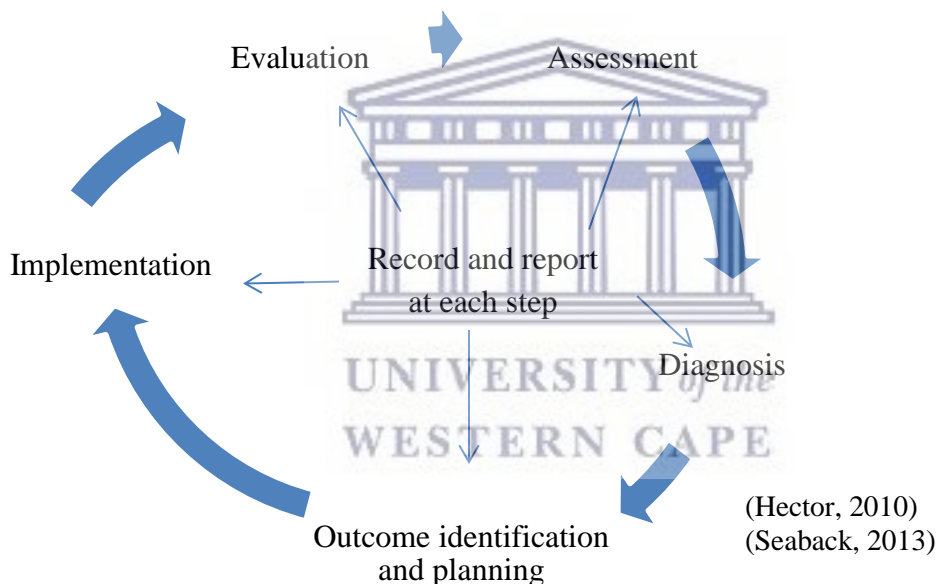 Evaluation
Assessment
Implementation
Record and report
at each step
Diagnosis
UNIVERSITY of the
WESTERN CAPE
Outcome identification
and planning
(Hector, 2010)
(Seaback, 2013)